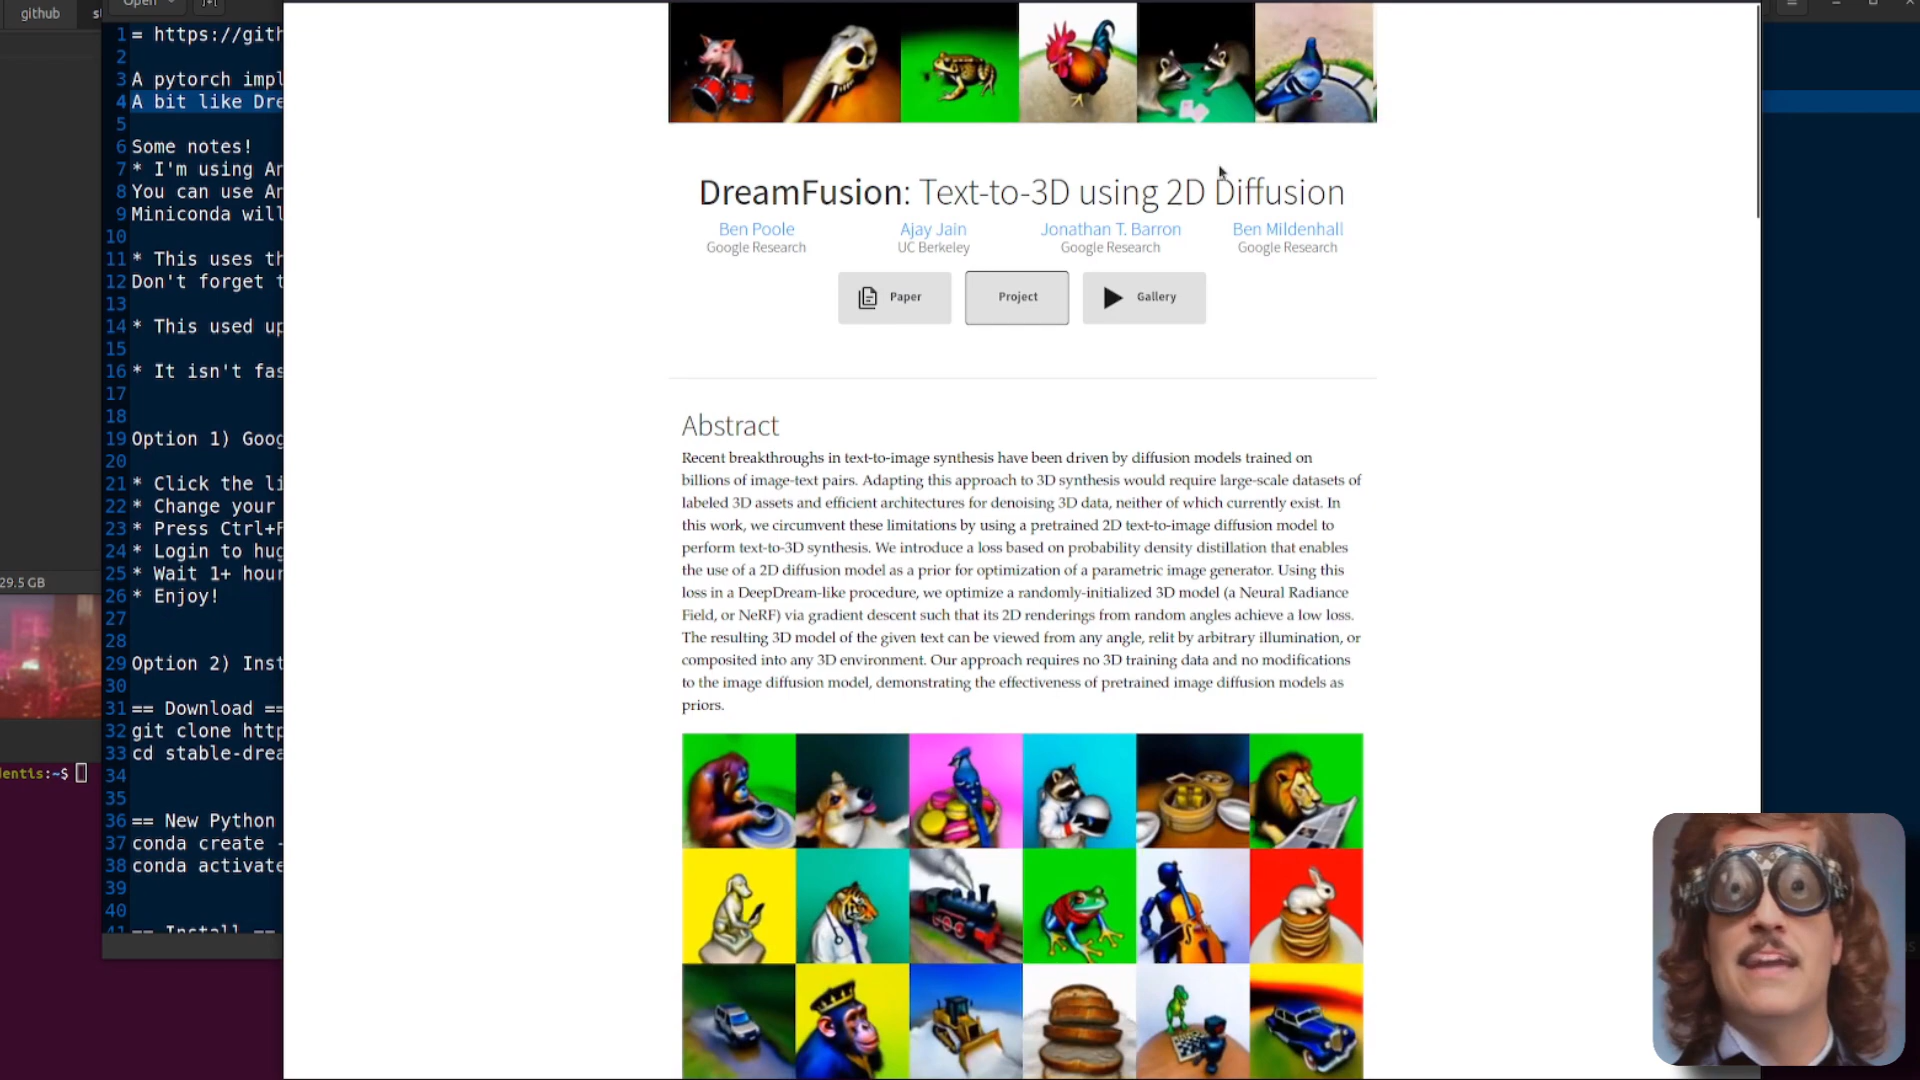 github
Open
1 = https://gith
2
3 A pytorch impl
4 A bit like Dre
5
6 Some notes!
7 * I'm using An
8 You can use An
9 Miniconda will
10
11 * This uses th
12 Don't forget t
13
14 * This used up
15
16 * It isn't fas
17
18
19 Option 1) Goog
20
21 * Click the li
22 * Change your
23 * Press Ctrl+F
24 * Login to hug
25 * Wait 1+ hour
26 * Enjoy!
27
28
29 Option 2) Inst
30
31 == Download ==
32 git clone http
33 cd stable-drea
34
35
36 == New Python
37 conda create -
38 conda activate
39
40
41 == Install ==
29.5 GB
entis:~$
DreamFusion: Text-to-3D using 2D Diffusion
Ben Poole Ajay Jain Jonathan T. Barron Ben Mildenhall
Google Research UC Berkeley Google Research Google Research
Paper Project Gallery
Abstract
Recent breakthroughs in text-to-image synthesis have been driven by diffusion models trained on
billions of image-text pairs. Adapting this approach to 3D synthesis would require large-scale datasets of
labeled 3D assets and efficient architectures for denoising 3D data, neither of which currently exist. In
this work, we circumvent these limitations by using a pretrained 2D text-to-image diffusion model to
perform text-to-3D synthesis. We introduce a loss based on probability density distillation that enables
the use of a 2D diffusion model as a prior for optimization of a parametric image generator. Using this
loss in a DeepDream-like procedure, we optimize a randomly-initialized 3D model (a Neural Radiance
Field, or NeRF) via gradient descent such that its 2D renderings from random angles achieve a low loss.
The resulting 3D model of the given text can be viewed from any angle, relit by arbitrary illumination, or
composited into any 3D environment. Our approach requires no 3D training data and no modifications
to the image diffusion model, demonstrating the effectiveness of pretrained image diffusion models as
priors.